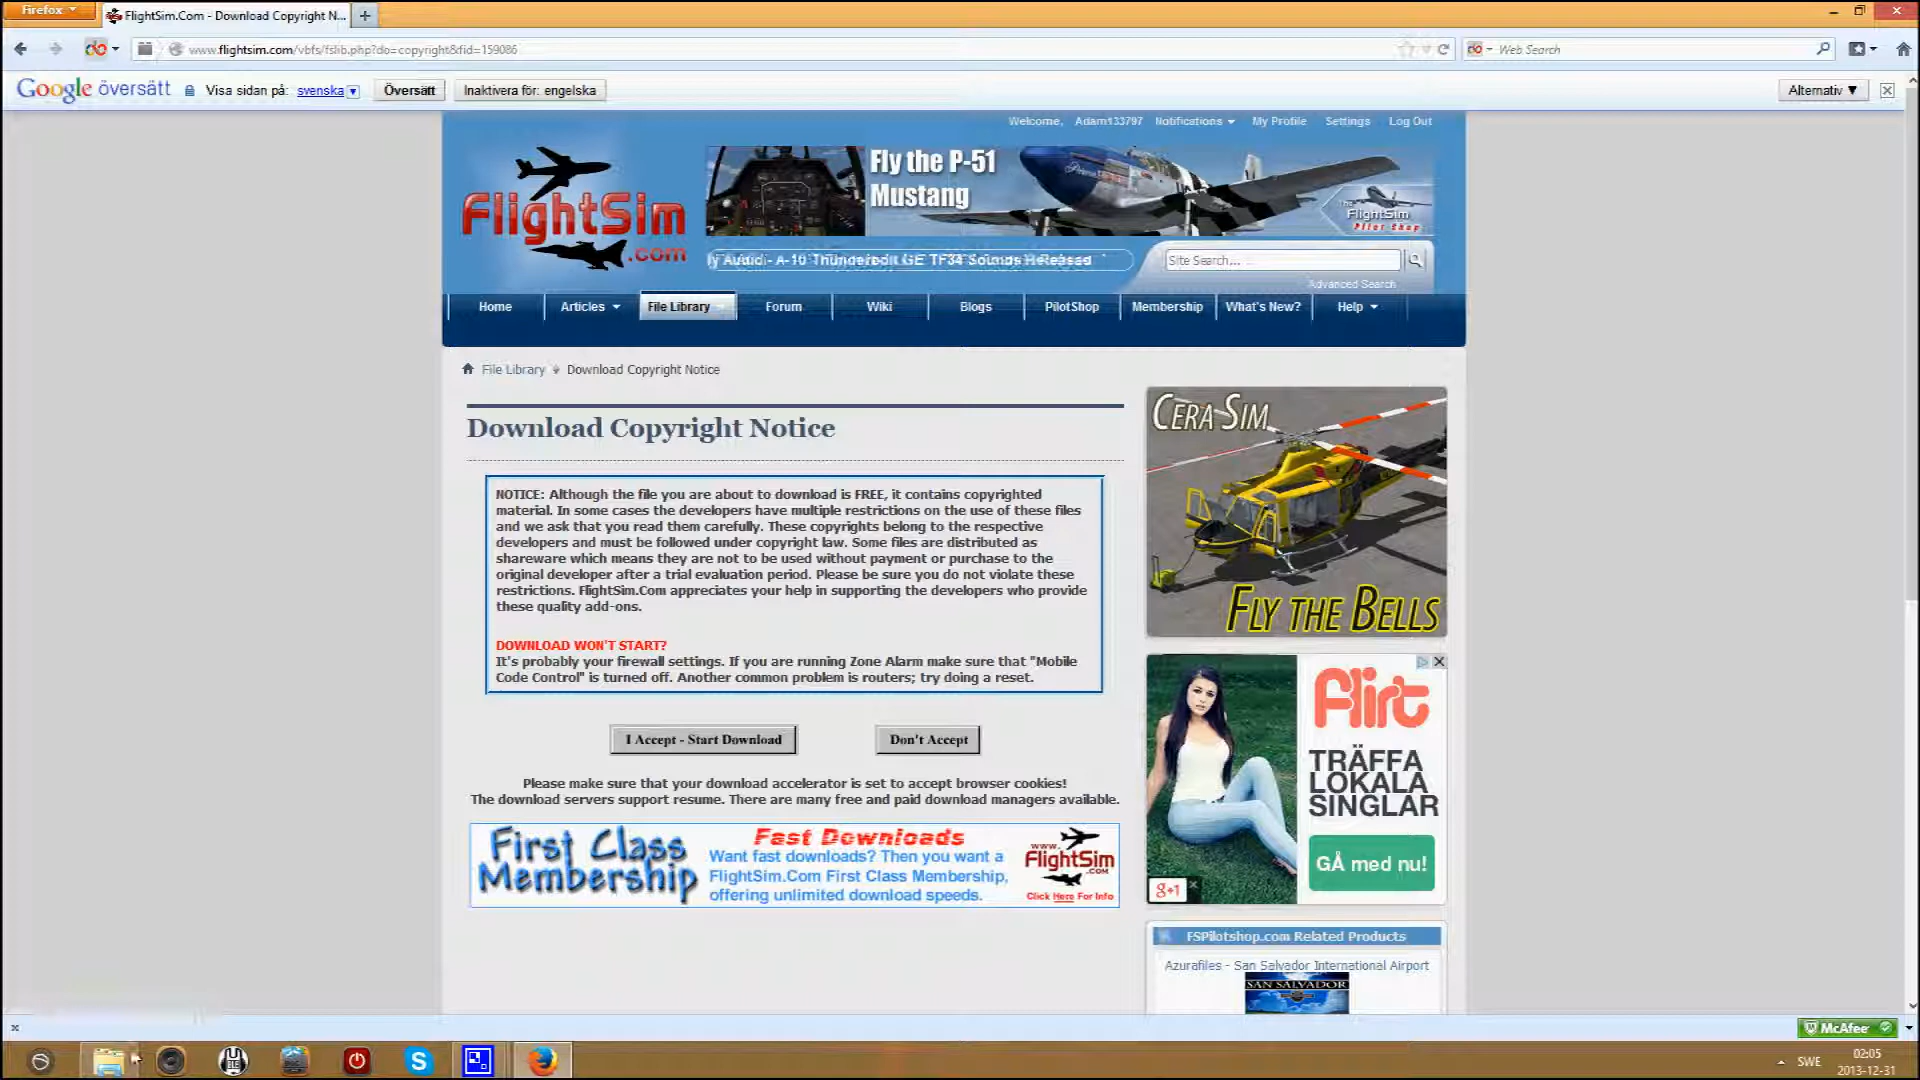 Firefox
FlightSim.Com - Download Copyright N...
www.flightsim.com/vbfs/fslib.php?do=copyright&fid=159086
Web Search
Google översätt
Visa sidan på: svenska
Översätt
Inaktivera för: engelska
Alternativ ▼
Welcome, Adam133797
Notifications
My Profile
Settings
Log Out
FlightSim
.com
Fly the P-51
Mustang
The
FlightSim
Pilot Shop
A-10 Thunderbolt GE TF34 Sounds Released
Site Search...
Advanced Search
Home
Articles
File Library
Forum
Wiki
Blogs
PilotShop
Membership
What's New?
Help
File Library
Download Copyright Notice
Download Copyright Notice
NOTICE: Although the file you are about to download is FREE, it contains copyrighted
material. In some cases the developers have multiple restrictions on the use of these files
and we ask that you read them carefully. These copyrights belong to the respective
developers and must be followed under copyright law. Some files are distributed as
shareware which means they are not to be used without payment or purchase to the
original developer after a trial evaluation period. Please be sure you do not violate these
restrictions. FlightSim.Com appreciates your help in supporting the developers who provide
these quality add-ons.
DOWNLOAD WON'T START?
It's probably your firewall settings. If you are running Zone Alarm make sure that "Mobile
Code Control" is turned off. Another common problem is routers; try doing a reset.
I Accept - Start Download
Don't Accept
Please make sure that your download accelerator is set to accept browser cookies!
The download servers support resume. There are many free and paid download managers available.
First Class
Membership
Fast Downloads
Want fast downloads? Then you want a
FlightSim.Com First Class Membership,
offering unlimited download speeds.
www.
FlightSim
.com
Click Here For Info
CERA SIM
FLY THE BELLS
flirt
TRÄFFA
LOKALA
SINGLAR
GÅ med nu!
g+1
FSPilotshop.com Related Products
Azurafiles - San Salvador International Airport
SAN SALVADOR
McAfee
SWE
02:05
2013-12-31